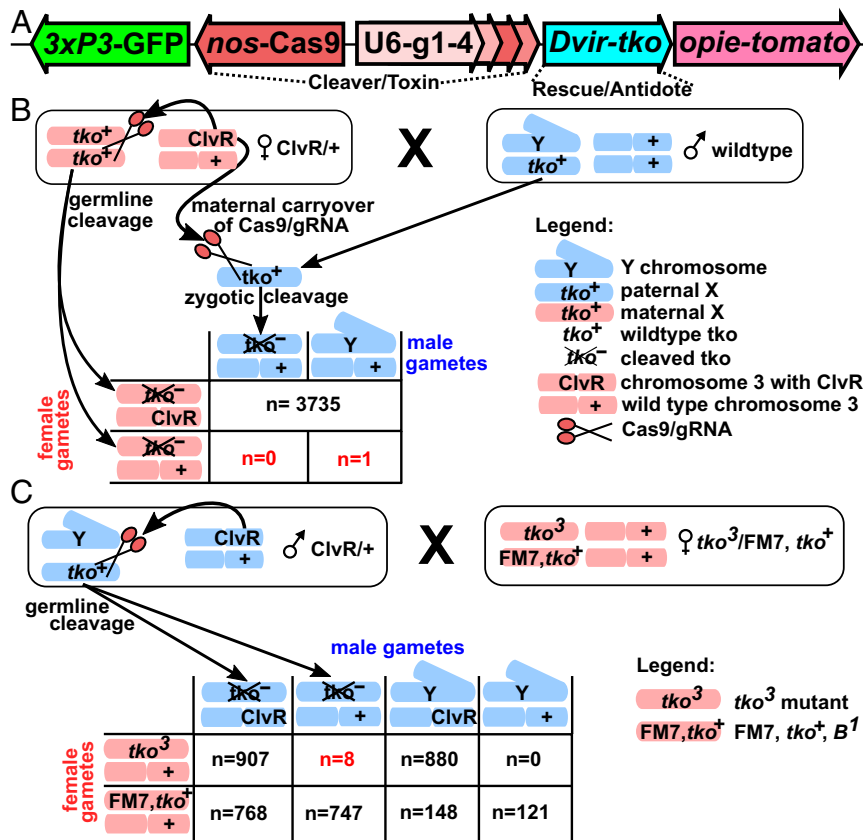 A
3xP3-GFP
nos-Cas9
U6-g1-4
Dvir-tko
opie-tomato
Cleaver/Toxin
Rescue/Antidote
B
tko+
tko+
ClvR
+
♀ ClvR/+
X
Y
tko+
+
+
♂ wildtype
germline
cleavage
maternal carryover
of Cas9/gRNA
tko+
zygotic cleavage
Legend:
Y Y chromosome
tko+ paternal X
tko+ maternal X
tko+ wildtype tko
tko− cleaved tko
ClvR chromosome 3 with ClvR
+ wild type chromosome 3
Cas9/gRNA
tko−
+
Y
+
male
gametes
female
gametes
tko−
ClvR
n= 3735
tko−
+
n=0
n=1
C
Y
tko+
ClvR
+
♂ ClvR/+
X
tko3
FM7,tko+
+
+
♀ tko3/FM7, tko+
germline
cleavage
male gametes
tko−
ClvR
tko−
+
Y
ClvR
Y
+
female
gametes
tko3
+
n=907
n=8
n=880
n=0
FM7,tko+
+
n=768
n=747
n=148
n=121
Legend:
tko3 tko3 mutant
FM7,tko+ FM7, tko+, B1